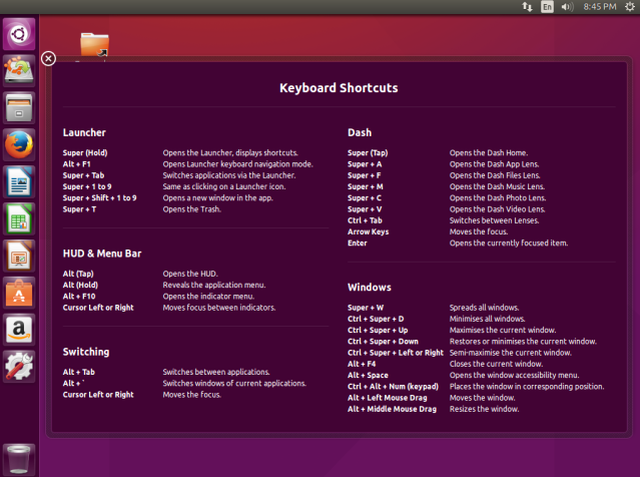 En 8:45 PM
Keyboard Shortcuts
Launcher
Super (Hold) Opens the Launcher, displays shortcuts.
Alt + F1 Opens Launcher keyboard navigation mode.
Super + Tab Switches applications via the Launcher.
Super + 1 to 9 Same as clicking on a Launcher icon.
Super + Shift + 1 to 9 Opens a new window in the app.
Super + T Opens the Trash.
HUD & Menu Bar
Alt (Tap) Opens the HUD.
Alt (Hold) Reveals the application menu.
Alt + F10 Opens the indicator menu.
Cursor Left or Right Moves focus between indicators.
Switching
Alt + Tab Switches between applications.
Alt + ` Switches windows of current applications.
Cursor Left or Right Moves the focus.
Dash
Super (Tap) Opens the Dash Home.
Super + A Opens the Dash App Lens.
Super + F Opens the Dash Files Lens.
Super + M Opens the Dash Music Lens.
Super + C Opens the Dash Photo Lens.
Super + V Opens the Dash Video Lens.
Ctrl + Tab Switches between Lenses.
Arrow Keys Moves the focus.
Enter Opens the currently focused item.
Windows
Super + W Spreads all windows.
Ctrl + Super + D Minimises all windows.
Ctrl + Super + Up Maximises the current window.
Ctrl + Super + Down Restores or minimises the current window.
Ctrl + Super + Left or Right Semi-maximise the current window.
Alt + F4 Closes the current window.
Alt + Space Opens the window accessibility menu.
Ctrl + Alt + Num (keypad) Places the window in corresponding position.
Alt + Left Mouse Drag Moves the window.
Alt + Middle Mouse Drag Resizes the window.